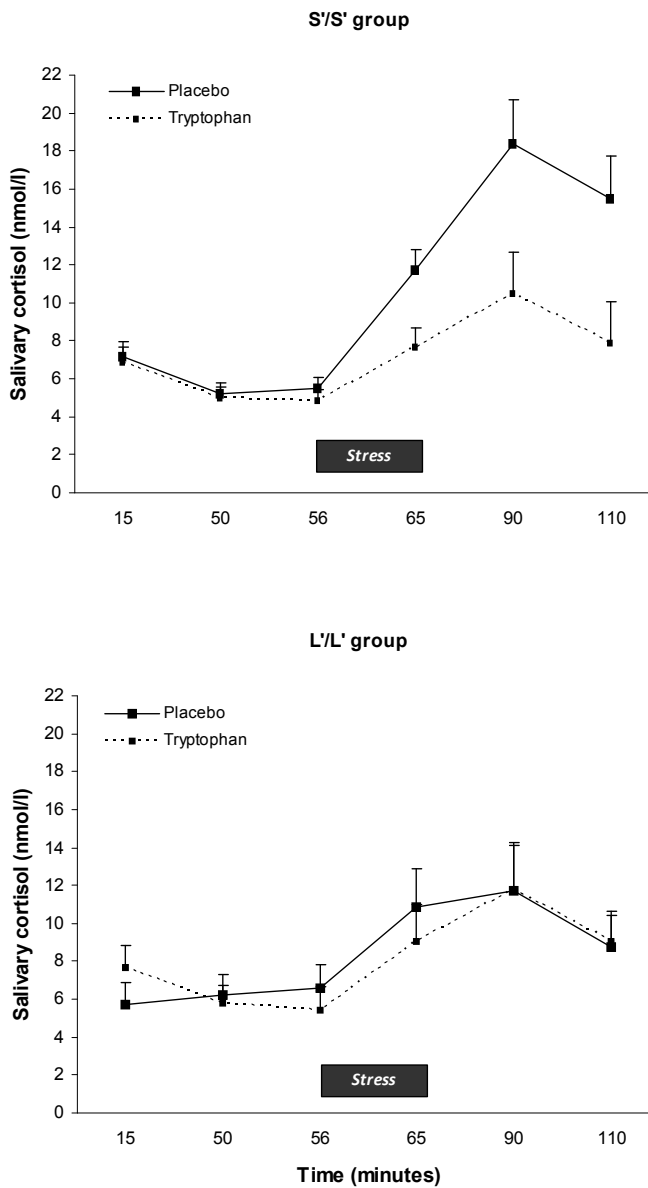 S'/S' group
Placebo
Tryptophan
Salivary cortisol (nmol/l)
22
20
18
16
14
12
10
8
6
4
2
0
Stress
15 50 56 65 90 110
L'/L' group
Placebo
Tryptophan
Salivary cortisol (nmol/l)
22
20
18
16
14
12
10
8
6
4
2
0
Stress
15 50 56 65 90 110
Time (minutes)